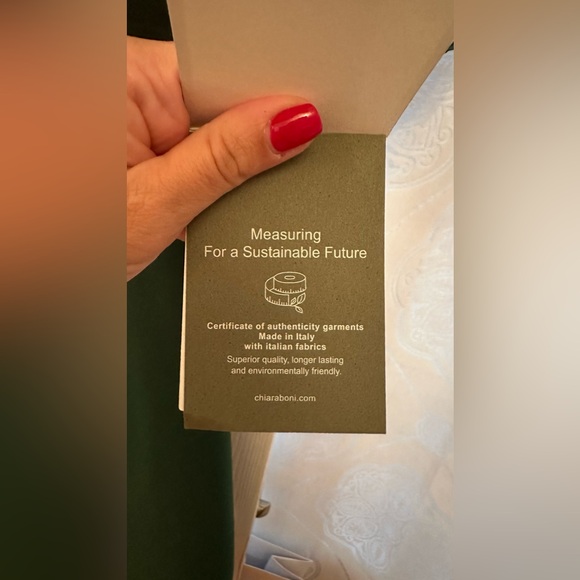 Measuring
For a Sustainable Future
Certificate of authenticity garments
Made in Italy
with italian fabrics
Superior quality, longer lasting
and environmentally friendly.
chiaraboni.com